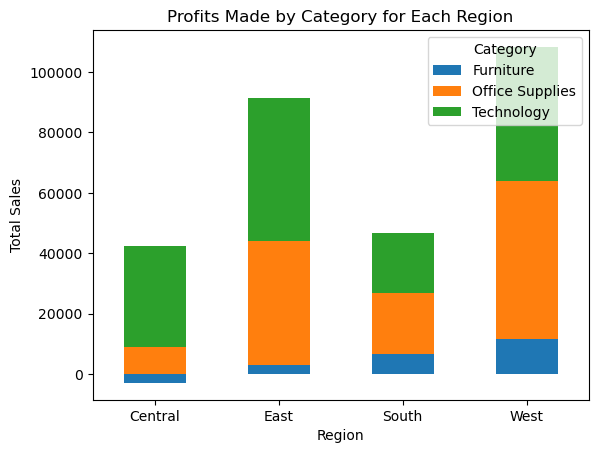 Profits Made by Category for Each Region
Category
Furniture
Office Supplies
Technology
Total Sales
100000
80000
60000
40000
20000
0
Central
East
South
West
Region